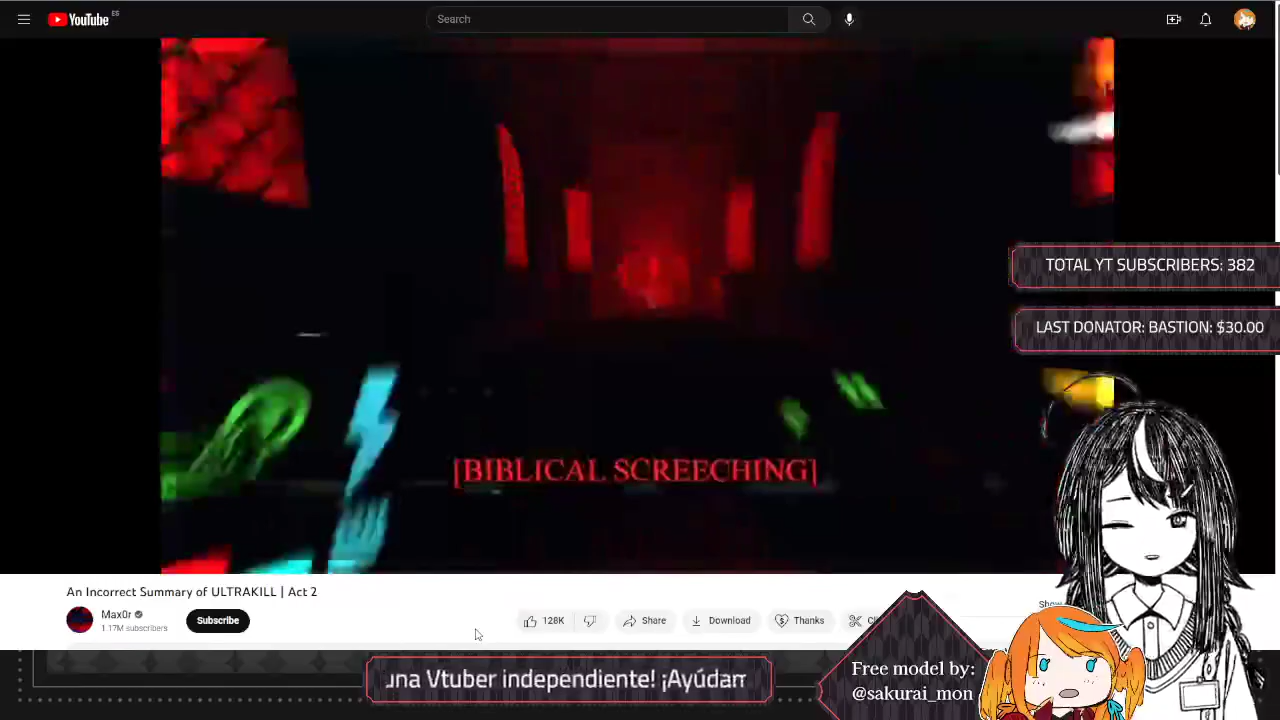 YouTube ES
Search
TOTAL YT SUBSCRIBERS: 382
LAST DONATOR: BASTION: $30.00
[BIBLICAL SCREECHING]
An Incorrect Summary of ULTRAKILL | Act 2
Max0r
1.17M subscribers
Subscribe
128K
Share
Download
Thanks
Show
una Vtuber independiente! ¡Ayúdam
Free model by:
@sakurai_mon